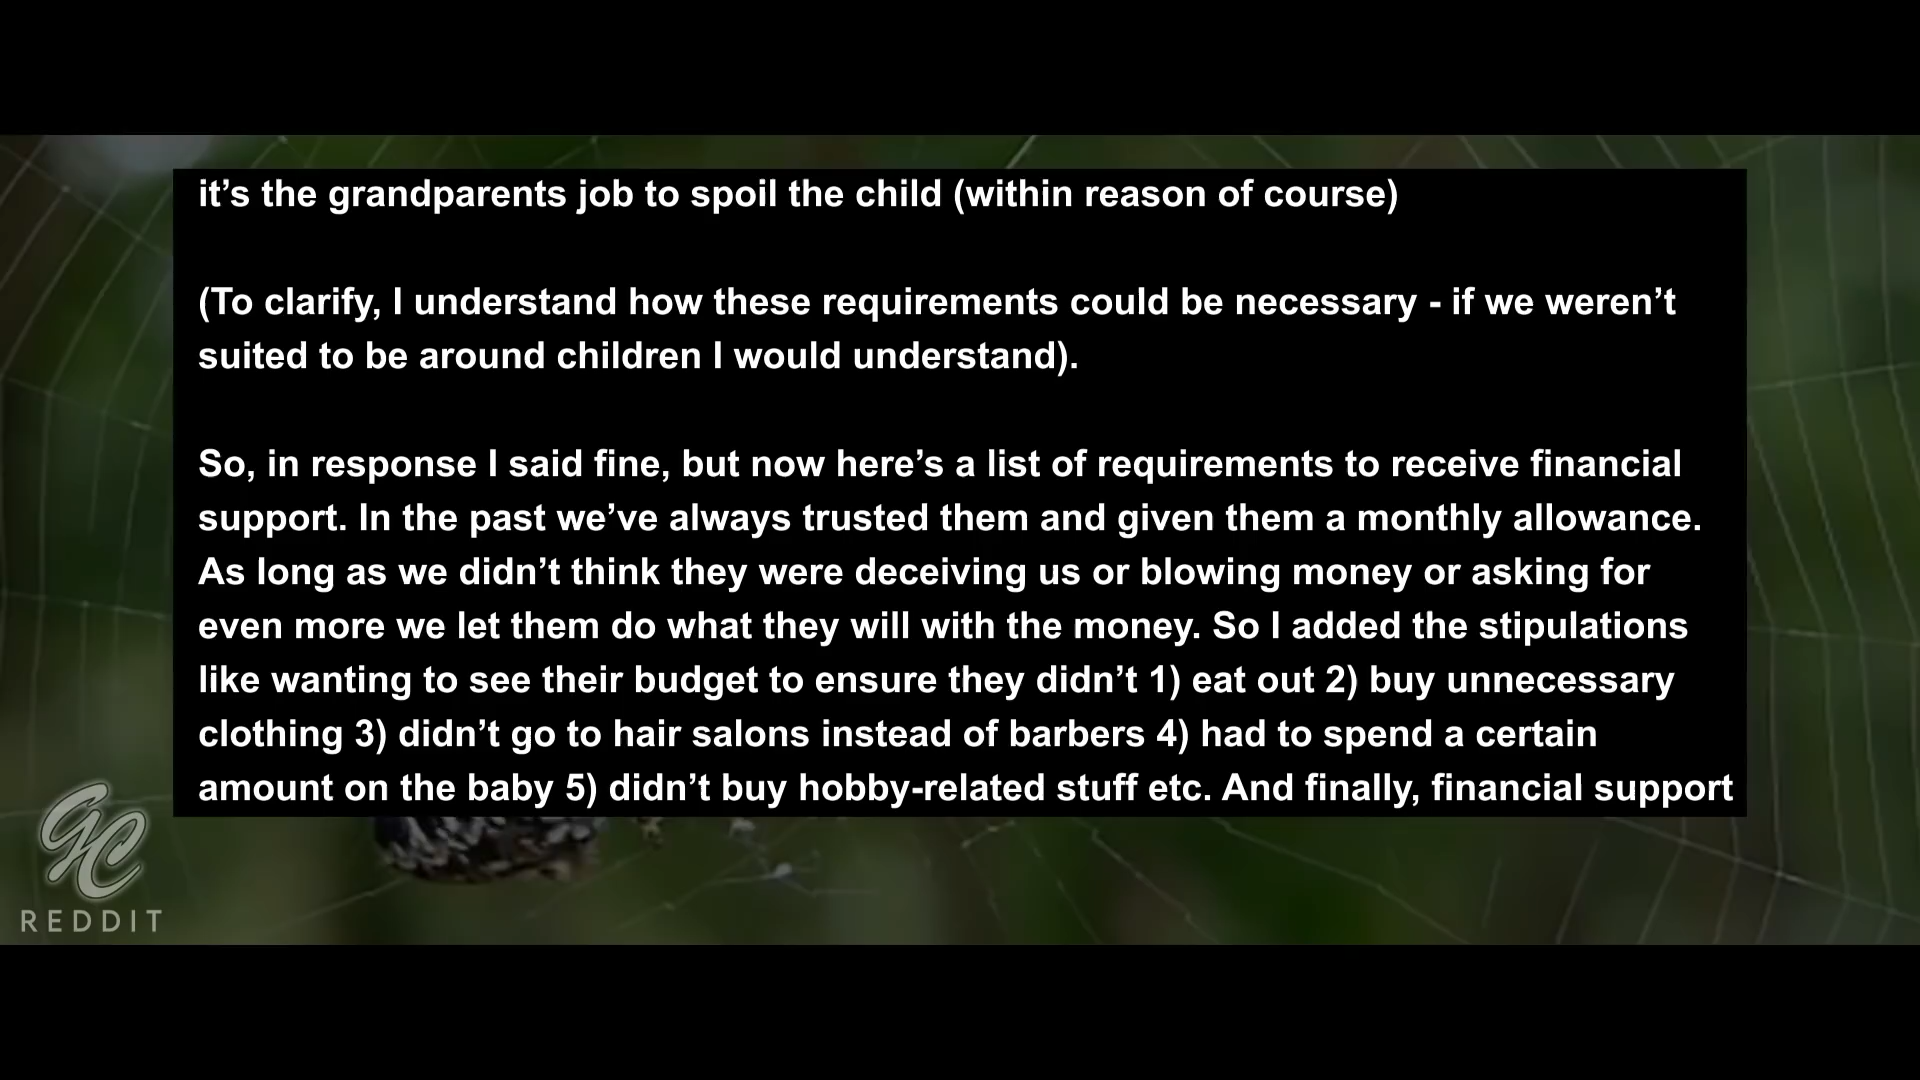 it’s the grandparents job to spoil the child (within reason of course)
(To clarify, I understand how these requirements could be necessary - if we weren’t
suited to be around children I would understand).
So, in response I said fine, but now here’s a list of requirements to receive financial
support. In the past we’ve always trusted them and given them a monthly allowance.
As long as we didn’t think they were deceiving us or blowing money or asking for
even more we let them do what they will with the money. So I added the stipulations
like wanting to see their budget to ensure they didn’t 1) eat out 2) buy unnecessary
clothing 3) didn’t go to hair salons instead of barbers 4) had to spend a certain
amount on the baby 5) didn’t buy hobby-related stuff etc. And finally, financial support
GC
REDDIT